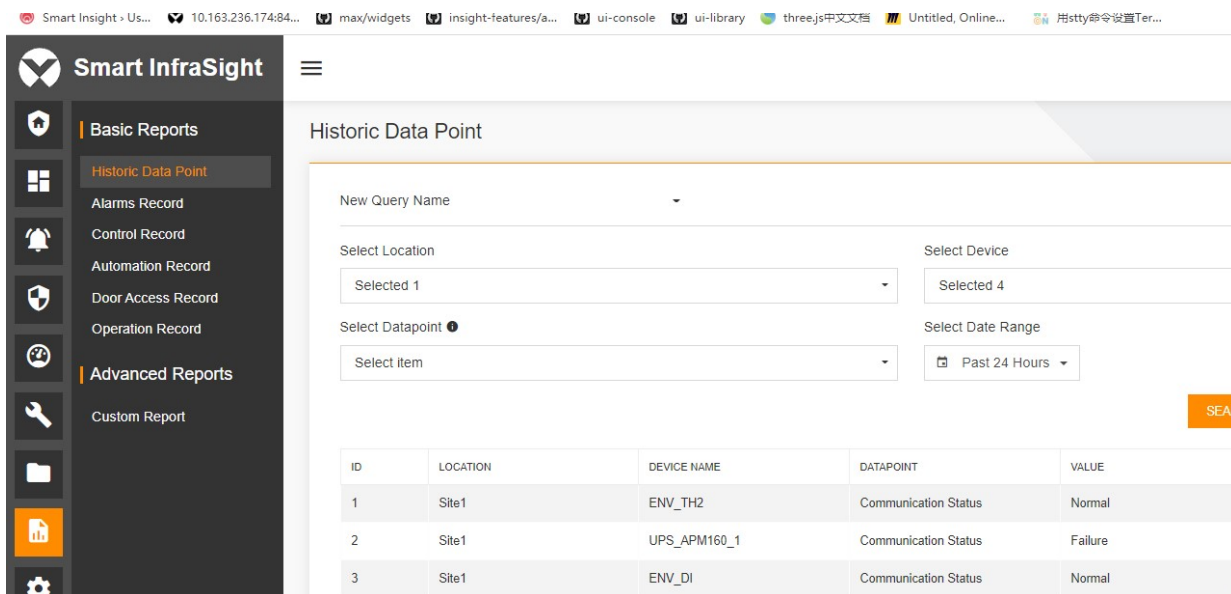 Smart Insight › Us... 10.163.236.174:84... max/widgets insight-features/a... ui-console ui-library three.js中文文档 Untitled, Online... 用stty命令设置Ter...
Smart InfraSight
Basic Reports
Historic Data Point
Alarms Record
Control Record
Automation Record
Door Access Record
Operation Record
Advanced Reports
Custom Report
Historic Data Point
New Query Name
Select Location Select Device
Selected 1 Selected 4
Select Datapoint Select Date Range
Select item Past 24 Hours
SEA
ID LOCATION DEVICE NAME DATAPOINT VALUE
1 Site1 ENV_TH2 Communication Status Normal
2 Site1 UPS_APM160_1 Communication Status Failure
3 Site1 ENV_DI Communication Status Normal